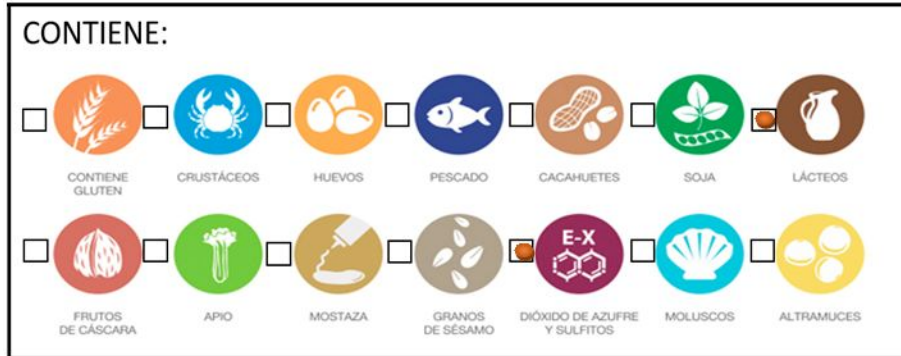 CONTIENE:
CONTIENE
GLUTEN
CRUSTÁCEOS
HUEVOS
PESCADO
CACAHUETES
SOJA
LÁCTEOS
E-X
FRUTOS
DE CÁSCARA
APIO
MOSTAZA
GRANOS
DE SÉSAMO
DIÓXIDO DE AZUFRE
Y SULFITOS
MOLUSCOS
ALTRAMUCES